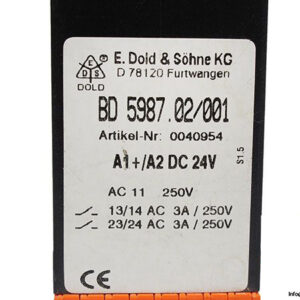 E. Dold & Söhne KG
D 78120 Furtwangen
E D S
DOLD
BD 5987.02/001
Artikel-Nr: 0040954
A1+/A2 DC 24V
S1.5
AC 11 250V
13/14 AC 3A / 250V
23/24 AC 3A / 250V
CE